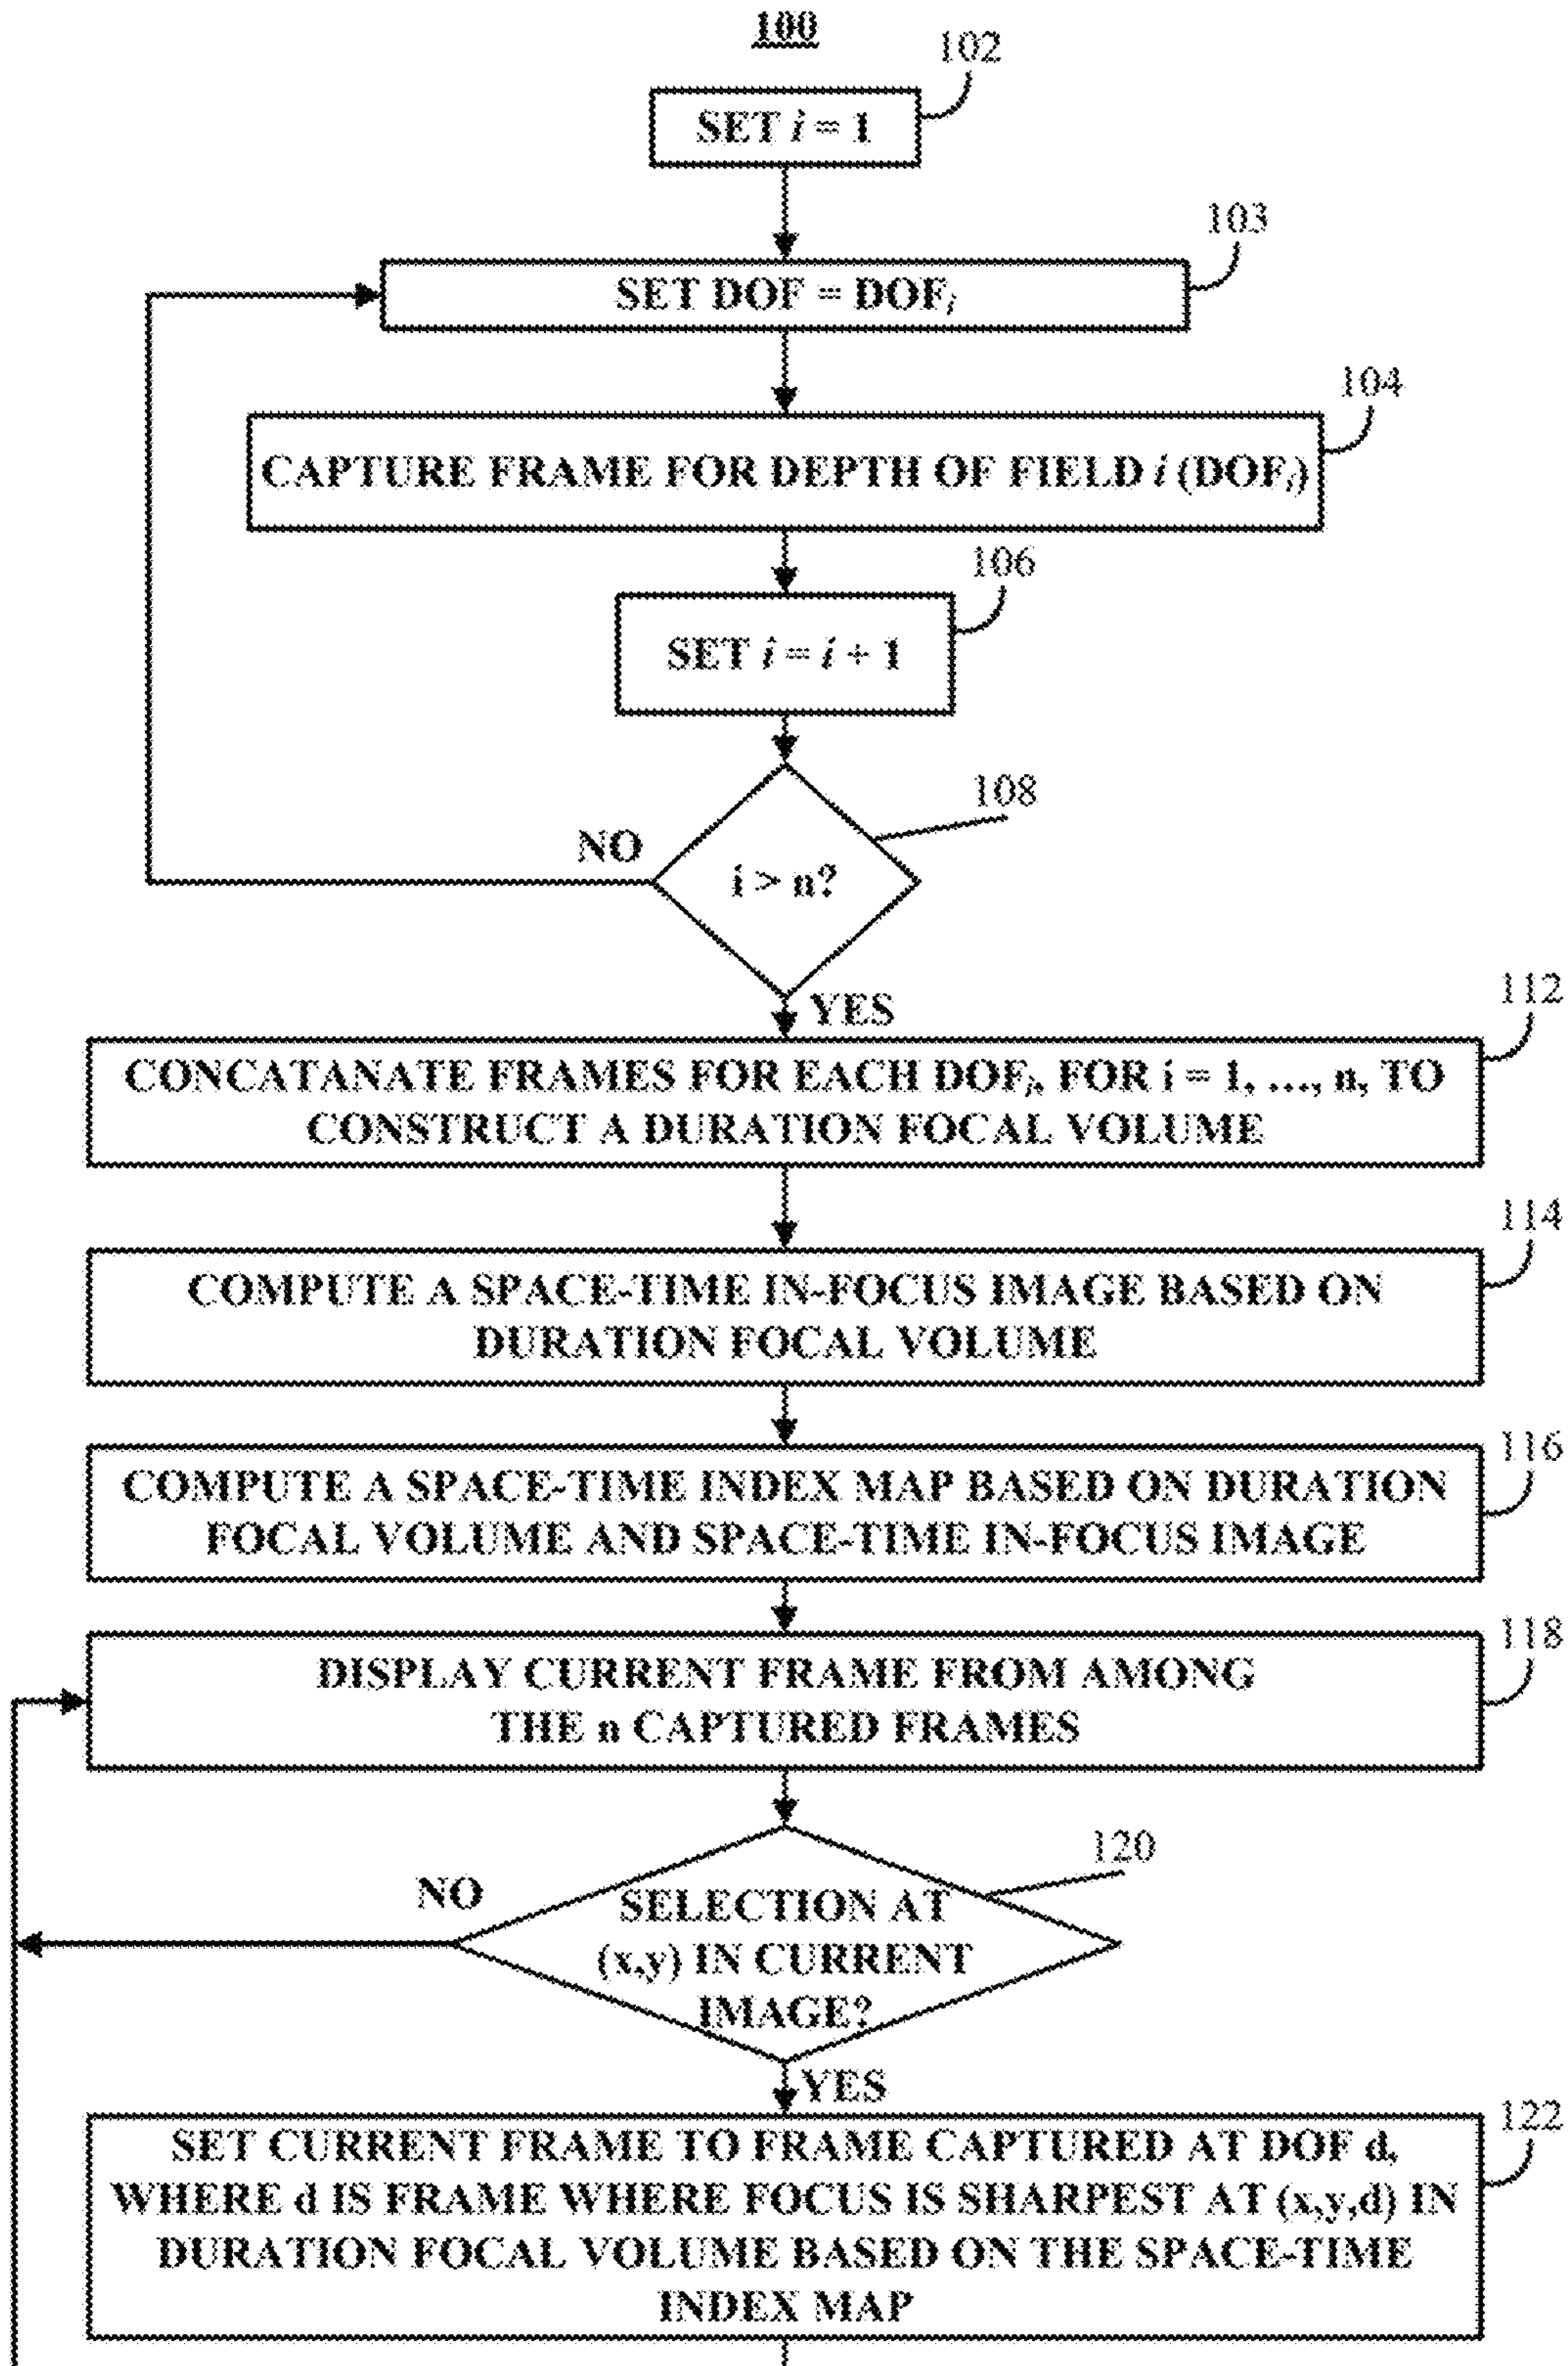 100
102
SET i = 1
103
SET DOF = DOFi
104
CAPTURE FRAME FOR DEPTH OF FIELD i (DOFi)
106
SET i = i + 1
108
NO
i > n?
YES
112
CONCATANATE FRAMES FOR EACH DOFi, FOR i = 1, ..., n, TO
CONSTRUCT A DURATION FOCAL VOLUME
114
COMPUTE A SPACE-TIME IN-FOCUS IMAGE BASED ON
DURATION FOCAL VOLUME
116
COMPUTE A SPACE-TIME INDEX MAP BASED ON DURATION
FOCAL VOLUME AND SPACE-TIME IN-FOCUS IMAGE
118
DISPLAY CURRENT FRAME FROM AMONG
THE n CAPTURED FRAMES
120
NO
SELECTION AT
(x,y) IN CURRENT
IMAGE?
YES
122
SET CURRENT FRAME TO FRAME CAPTURED AT DOF d,
WHERE d IS FRAME WHERE FOCUS IS SHARPEST AT (x,y,d) IN
DURATION FOCAL VOLUME BASED ON THE SPACE-TIME
INDEX MAP